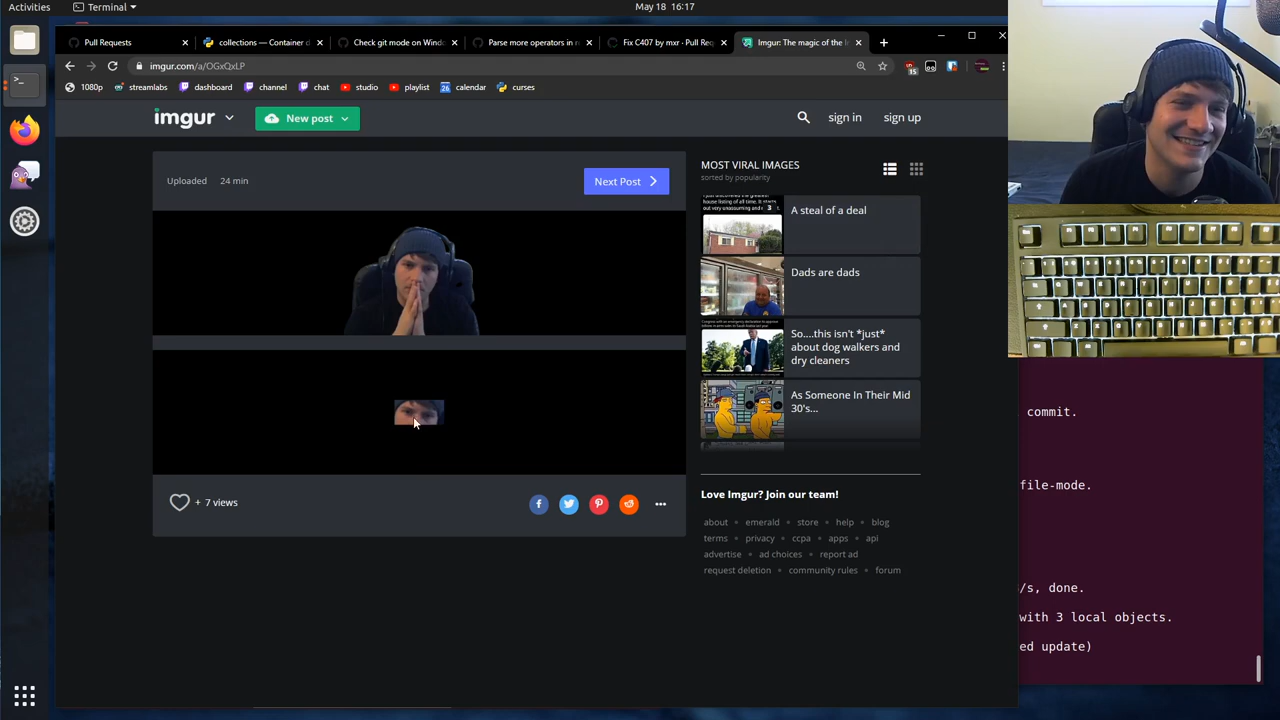 Activities
Terminal
May 18 16:17
Pull Requests
collections — Container d
Check git mode on Windo
Parse more operators in r
Fix C407 by mxr · Pull Req
Imgur: The magic of the I
imgur.com/a/OGxQxLP
15
1080p
streamlabs
dashboard
channel
chat
studio
playlist
26
calendar
curses
imgur
New post
sign in
sign up
Uploaded
24 min
Next Post
MOST VIRAL IMAGES
sorted by popularity
3
A steal of a deal
Dads are dads
So....this isn't *just*
about dog walkers and
dry cleaners
As Someone In Their Mid
30's...
+ 7 views
Love Imgur? Join our team!
about • emerald • store • help • blog
terms • privacy • ccpa • apps • api
advertise • ad choices • report ad
request deletion • community rules • forum
commit.
file-mode.
/s, done.
with 3 local objects.
ed update)